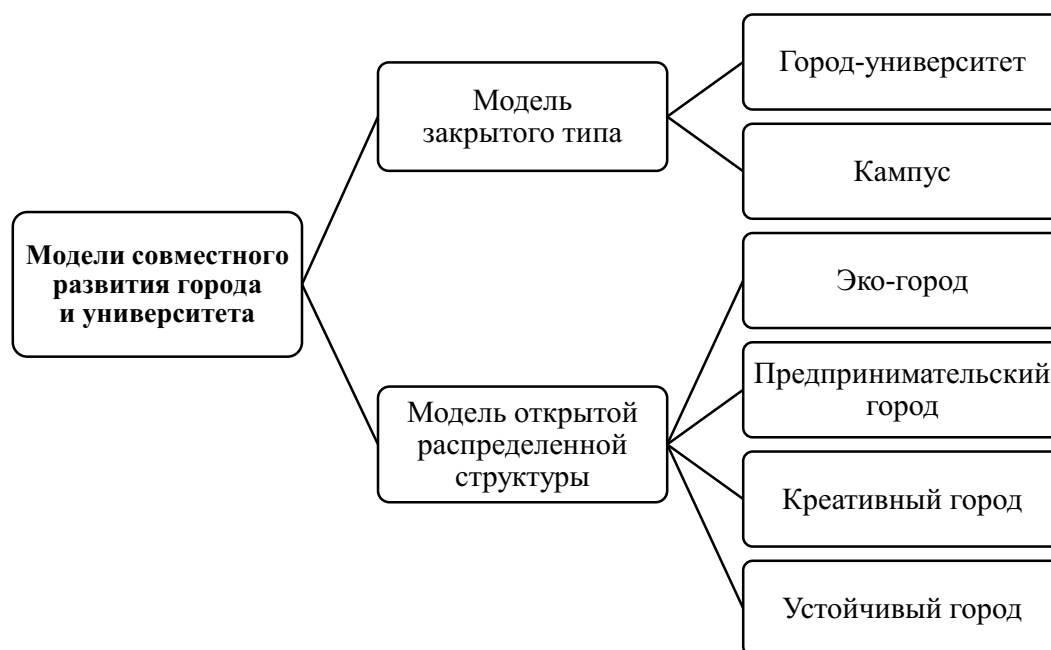 Модели совместного
развития города
и университета
Модель
закрытого типа
Город-университет
Кампус
Модель открытой
распределенной
структуры
Эко-город
Предпринимательский
город
Креативный город
Устойчивый город